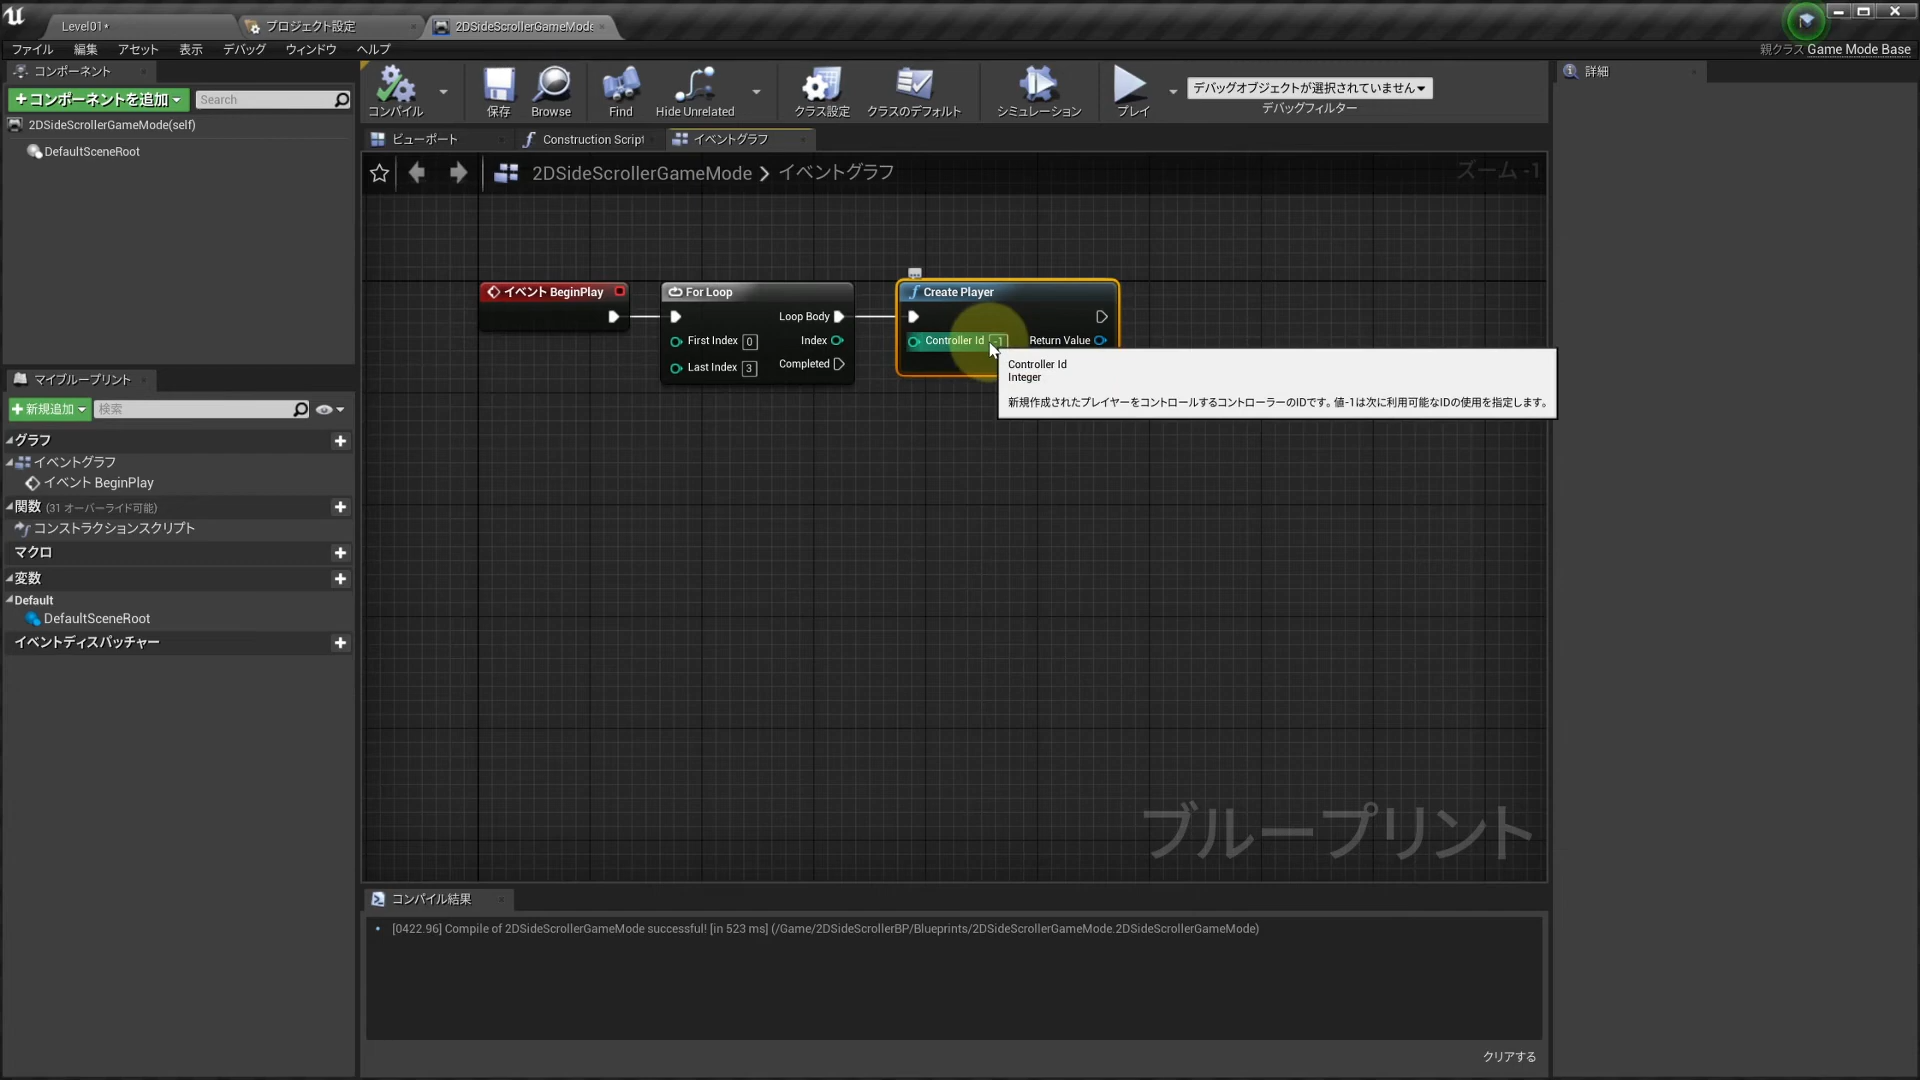 Level01*
プロジェクト設定
2DSideScrollerGameMode
ファイル 編集 アセット 表示 デバッグ ウィンドウ ヘルプ
親クラス Game Mode Base
コンポーネント
+コンポーネントを追加
Search
2DSideScrollerGameMode(self)
DefaultSceneRoot
コンパイル
保存
Browse
Find
Hide Unrelated
クラス設定
クラスのデフォルト
シミュレーション
プレイ
デバッグオブジェクトが選択されていません
デバッグフィルター
詳細
ビューポート
Construction Script
イベントグラフ
2DSideScrollerGameMode > イベントグラフ
ズーム -1
イベント BeginPlay
For Loop
Loop Body
First Index 0
Index
Last Index 3
Completed
Create Player
Controller Id -1
Return Value
Controller Id
Integer
新規作成されたプレイヤーをコントロールするコントローラーのIDです。値-1は次に利用可能なIDの使用を指定します。
マイブループリント
+新規追加
検索
グラフ
イベントグラフ
イベント BeginPlay
関数 (31 オーバーライド可能)
コンストラクションスクリプト
マクロ
変数
Default
DefaultSceneRoot
イベントディスパッチャー
ブループリント
コンパイル結果
[0422.96] Compile of 2DSideScrollerGameMode successful! [in 523 ms] (/Game/2DSideScrollerBP/Blueprints/2DSideScrollerGameMode.2DSideScrollerGameMode)
クリアする